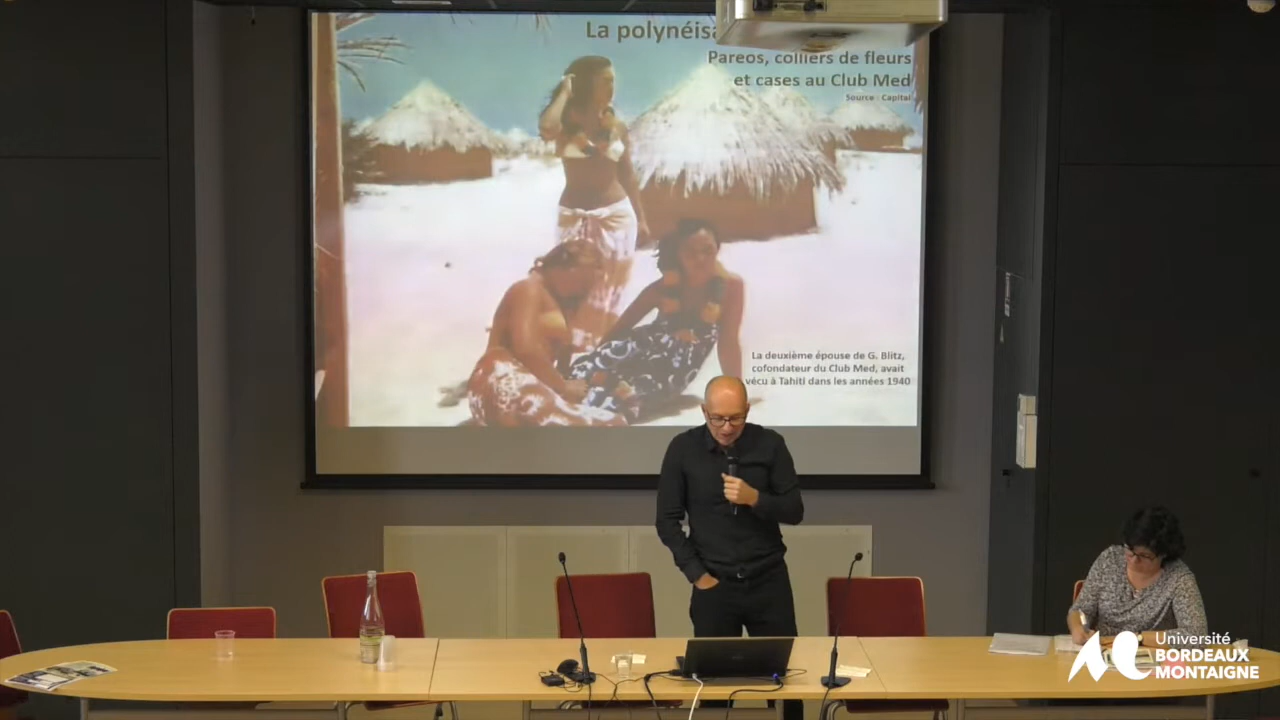 La polynéisa
Pareos, colliers de fleurs
et cases au Club Med
Source : Capital
La deuxième épouse de G. Blitz,
cofondateur du Club Med, avait
vécu à Tahiti dans les années 1940
Université
BORDEAUX
MONTAIGNE